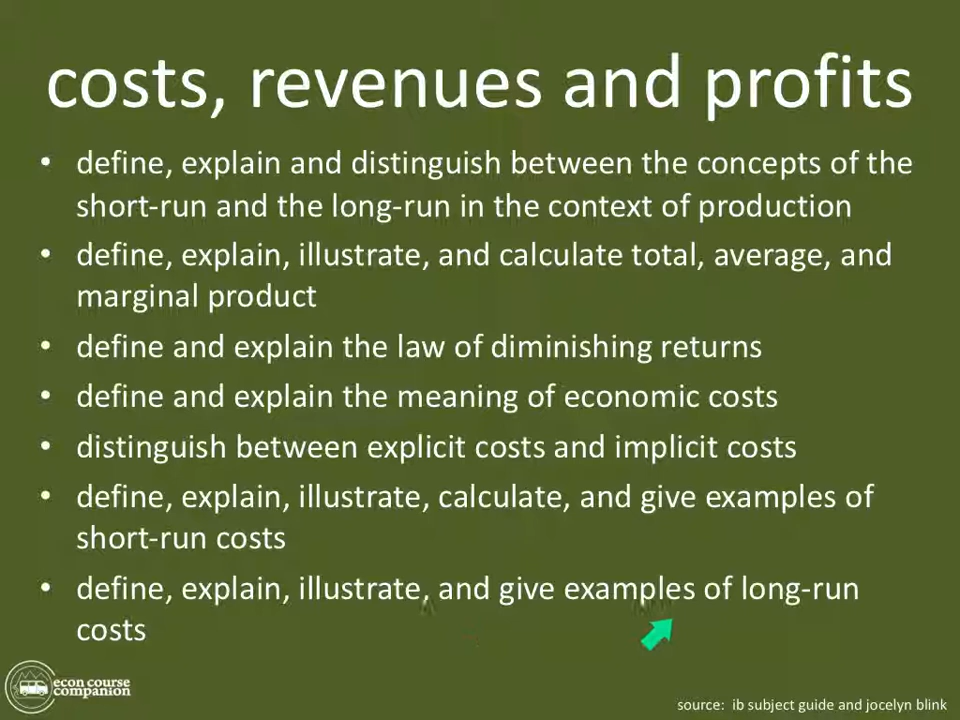 costs, revenues and profits
• define, explain and distinguish between the concepts of the
short-run and the long-run in the context of production
• define, explain, illustrate, and calculate total, average, and
marginal product
• define and explain the law of diminishing returns
• define and explain the meaning of economic costs
• distinguish between explicit costs and implicit costs
• define, explain, illustrate, calculate, and give examples of
short-run costs
• define, explain, illustrate, and give examples of long-run
costs
econ course
companion
source: ib subject guide and jocelyn blink